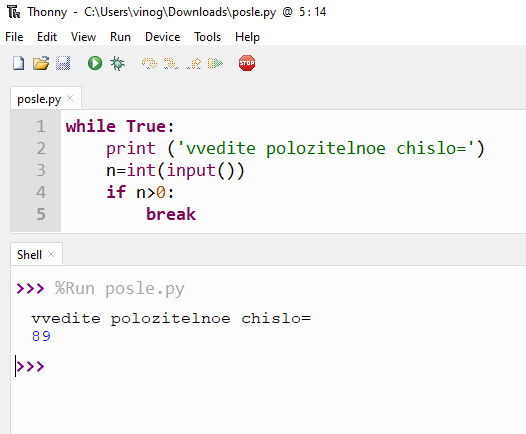 Thonny - C:\Users\vinog\Downloads\posle.py @ 5:14
File Edit View Run Device Tools Help
STOP
posle.py ×
1 while True:
2     print ('vvedite polozitelnoe chislo=')
3     n=int(input())
4     if n>0:
5         break
Shell ×
>>> %Run posle.py
vvedite polozitelnoe chislo=
89
>>>